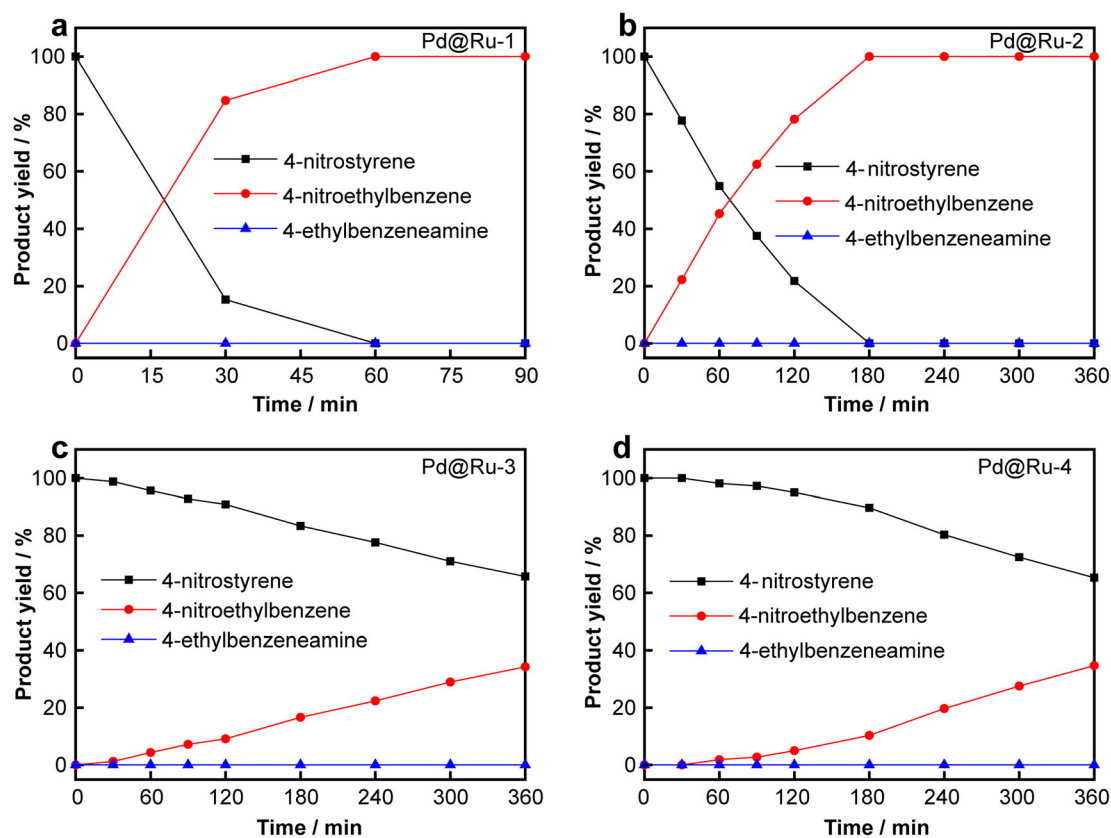 a
Pd@Ru-1
Product yield / %
100
80
60
40
20
0
4-nitrostyrene
4-nitroethylbenzene
4-ethylbenzeneamine
0 15 30 45 60 75 90
Time / min
b
Pd@Ru-2
Product yield / %
100
80
60
40
20
0
4-nitrostyrene
4-nitroethylbenzene
4-ethylbenzeneamine
0 60 120 180 240 300 360
Time / min
c
Pd@Ru-3
Product yield / %
100
80
60
40
20
0
4-nitrostyrene
4-nitroethylbenzene
4-ethylbenzeneamine
0 60 120 180 240 300 360
Time / min
d
Pd@Ru-4
Product yield / %
100
80
60
40
20
0
4-nitrostyrene
4-nitroethylbenzene
4-ethylbenzeneamine
0 60 120 180 240 300 360
Time / min